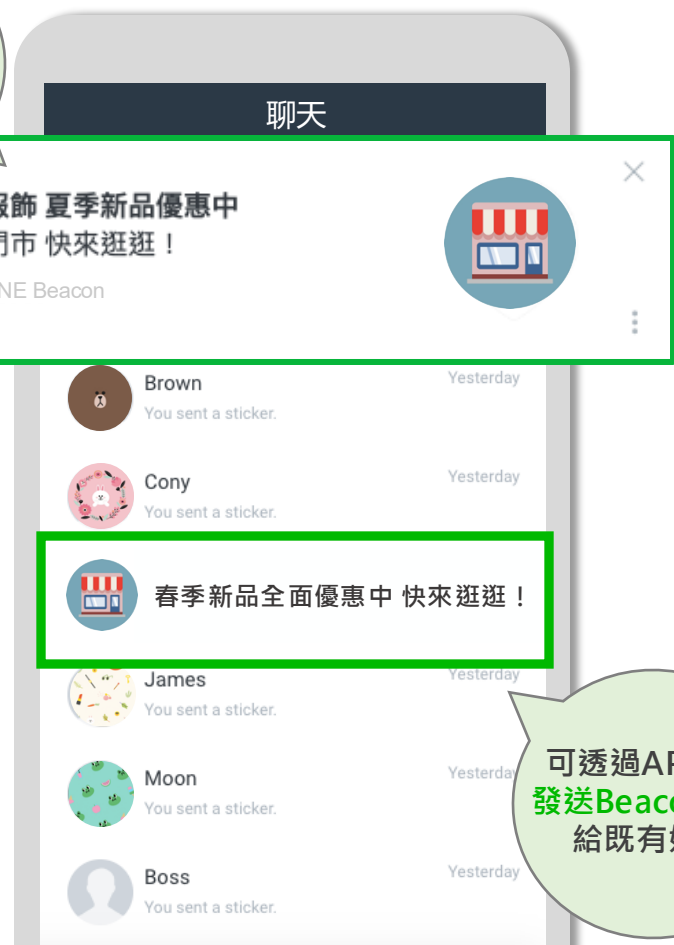 聊天
服飾 夏季新品優惠中
門市 快來逛逛！
NE Beacon
Brown
Yesterday
You sent a sticker.
Cony
Yesterday
You sent a sticker.
春季新品全面優惠中 快來逛逛！
James
Yesterday
You sent a sticker.
Moon
Yesterday
You sent a sticker.
Boss
Yesterday
You sent a sticker.
可透過AP
發送Beaco
給既有